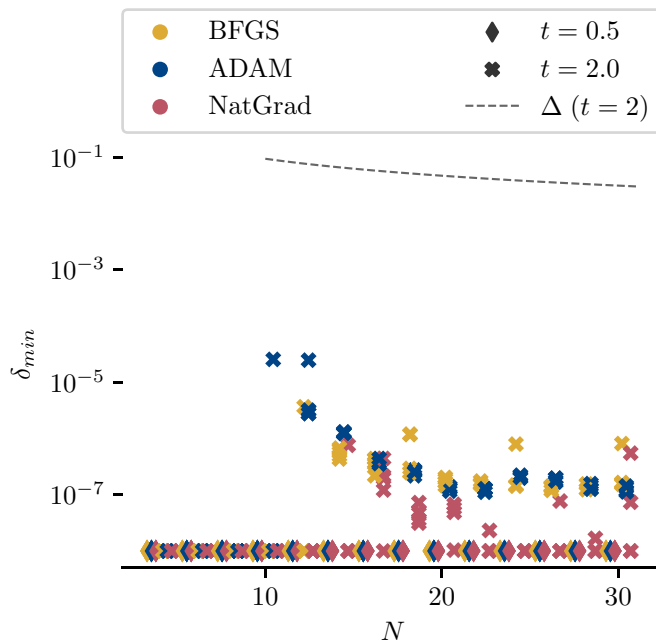 BFGS
ADAM
NatGrad
t = 0.5
t = 2.0
Δ (t = 2)
10⁻¹
10⁻³
10⁻⁵
10⁻⁷
δ_min
10
20
30
N